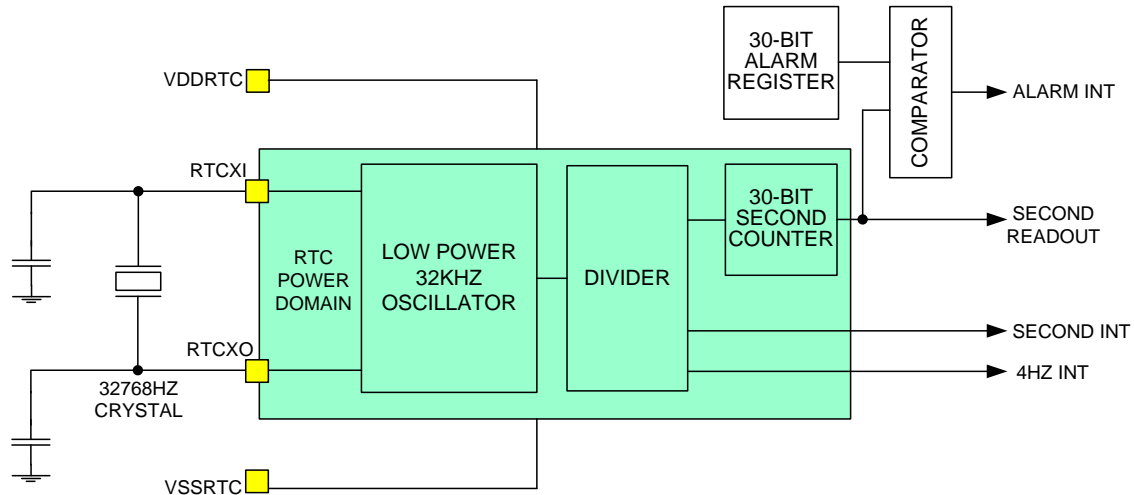 30-BIT
ALARM
REGISTER
COMPARATOR
ALARM INT
VDDRTC
RTCXI
RTC
POWER
DOMAIN
LOW POWER
32KHZ
OSCILLATOR
DIVIDER
30-BIT
SECOND
COUNTER
SECOND
READOUT
SECOND INT
4HZ INT
RTCXO
32768HZ
CRYSTAL
VSSRTC